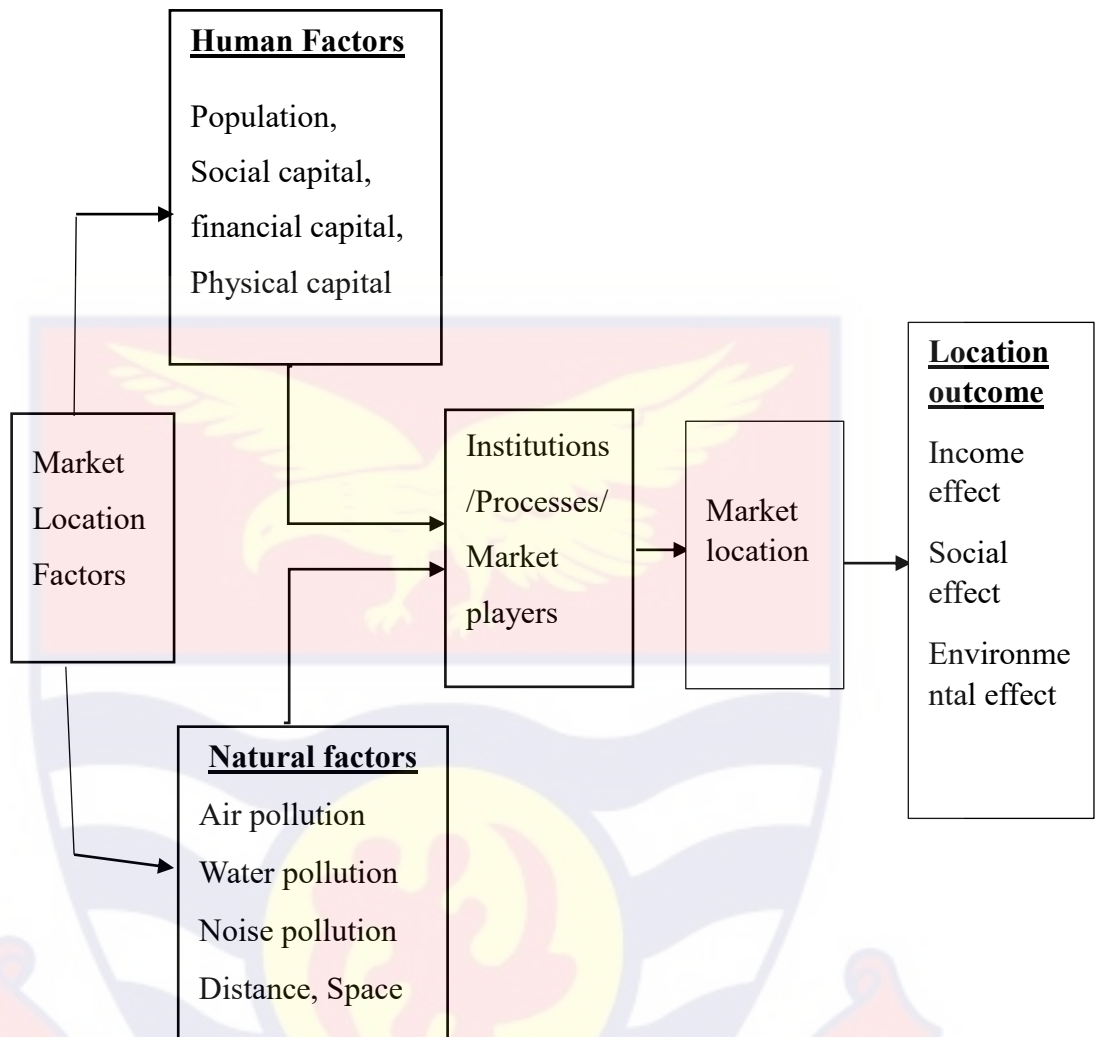 Human Factors
Population,
Social capital,
financial capital,
Physical capital
Market
Location
Factors
Institutions
/Processes/
Market
players
Market
location
Location
outcome
Income
effect
Social
effect
Environme
ntal effect
Natural factors
Air pollution
Water pollution
Noise pollution
Distance, Space